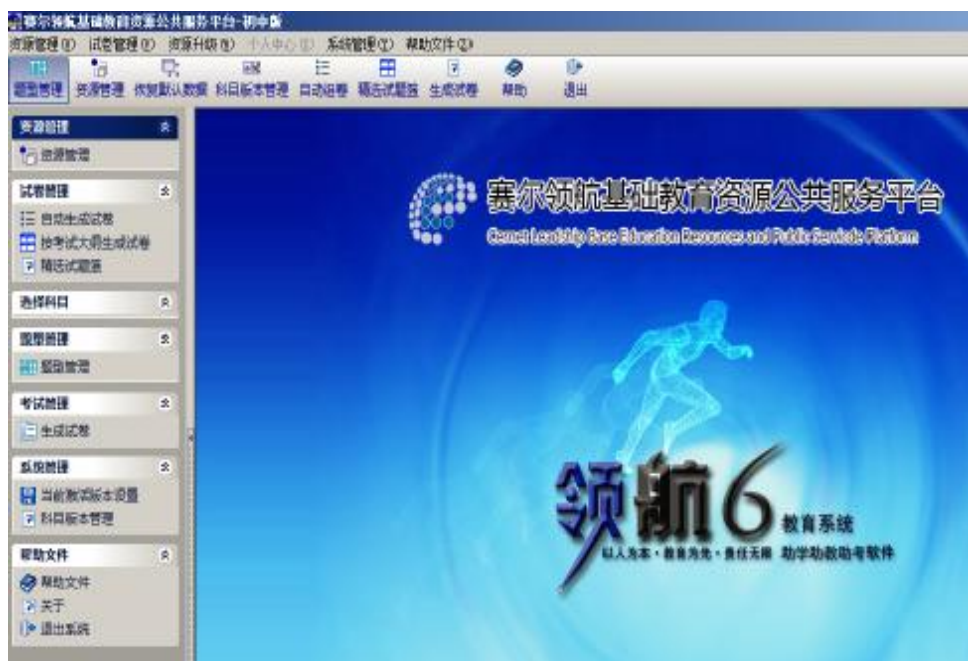 赛尔领航基础教育资源公共服务平台-初中版
资源管理 试卷管理 资源升级 个人中心 系统管理 帮助文件
题型管理 资源管理 恢复默认数据 科目版本管理 自动组卷 精选试题篮 生成试卷 帮助 退出
资源管理
资源管理
试卷管理
自动生成试卷
按考试大纲生成试卷
精选试题篮
选择科目
题型管理
题型管理
考试管理
生成试卷
系统管理
当前激活版本设置
科目版本管理
帮助文件
帮助文件
关于
退出系统
赛尔领航基础教育资源公共服务平台
Cernet Leadship Base Education Resources and Public Servicde Platform
领航6
教育系统
以人为本·教育为先·责任无限 助学助教助考软件